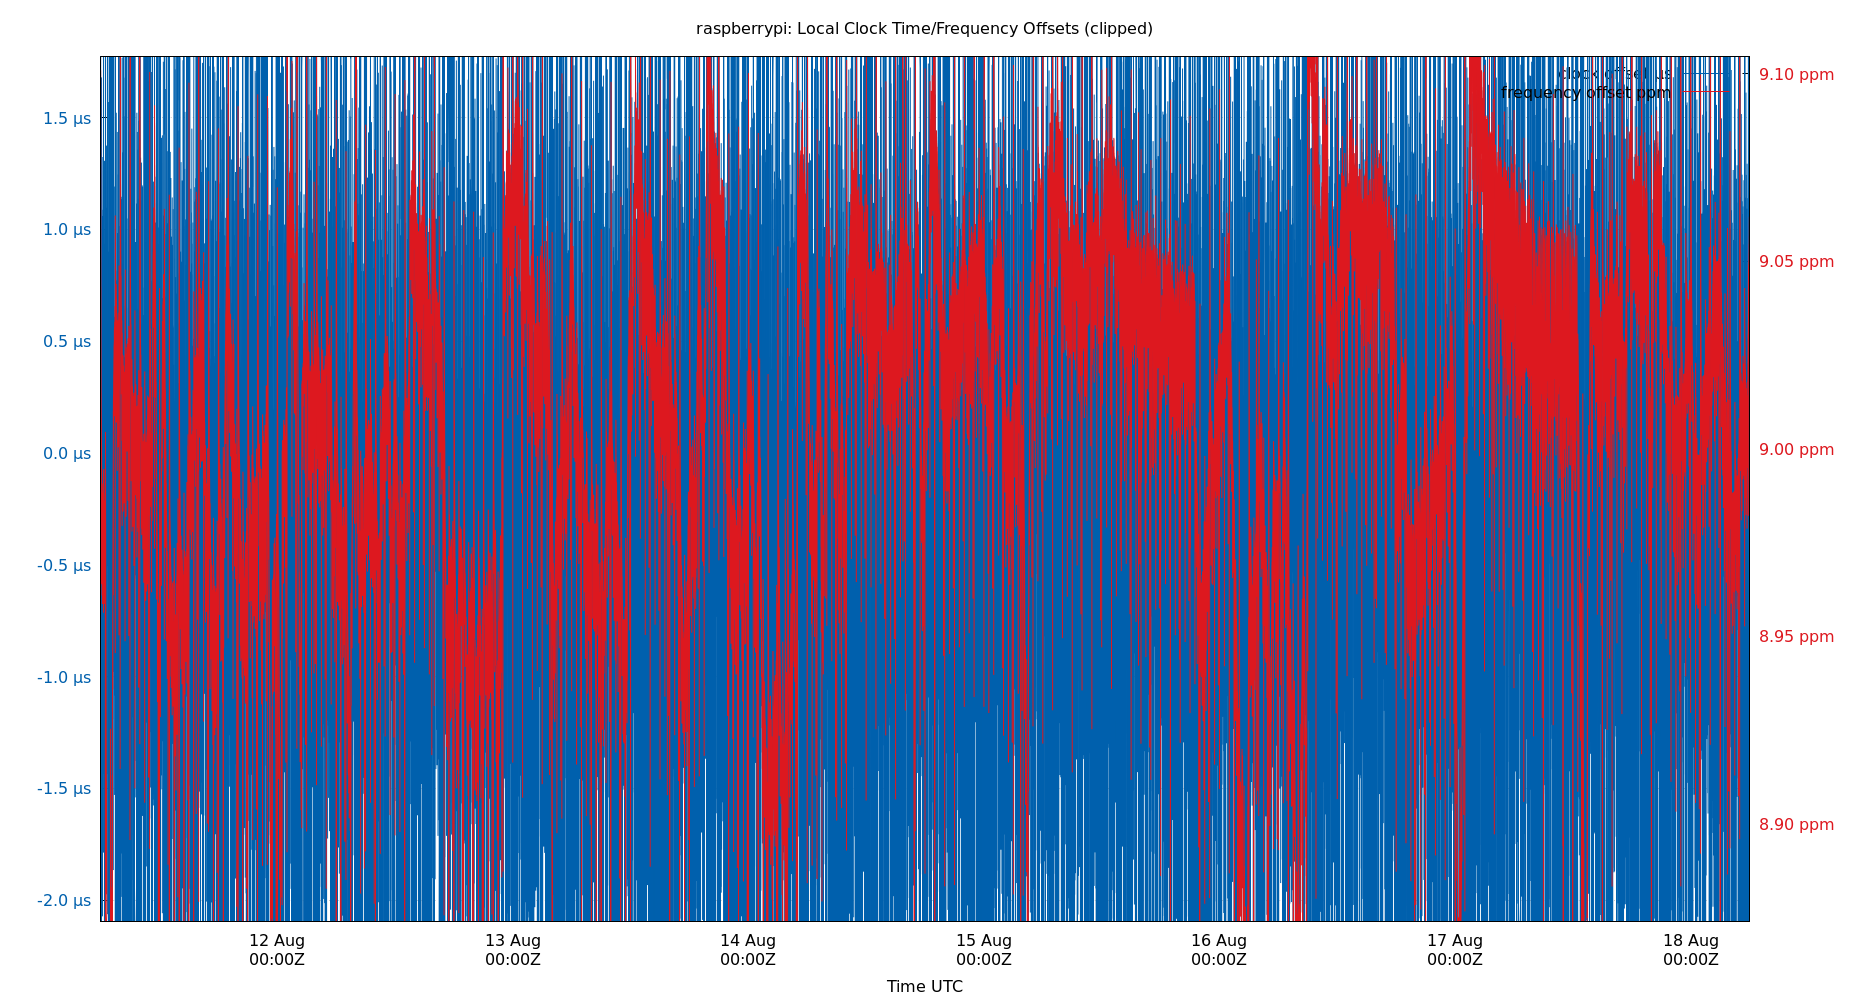 raspberrypi: Local Clock Time/Frequency Offsets (clipped)
clock offset µs
frequency offset ppm
1.5 µs
1.0 µs
0.5 µs
0.0 µs
-0.5 µs
-1.0 µs
-1.5 µs
-2.0 µs
9.10 ppm
9.05 ppm
9.00 ppm
8.95 ppm
8.90 ppm
12 Aug
00:00Z
13 Aug
00:00Z
14 Aug
00:00Z
15 Aug
00:00Z
16 Aug
00:00Z
17 Aug
00:00Z
18 Aug
00:00Z
Time UTC